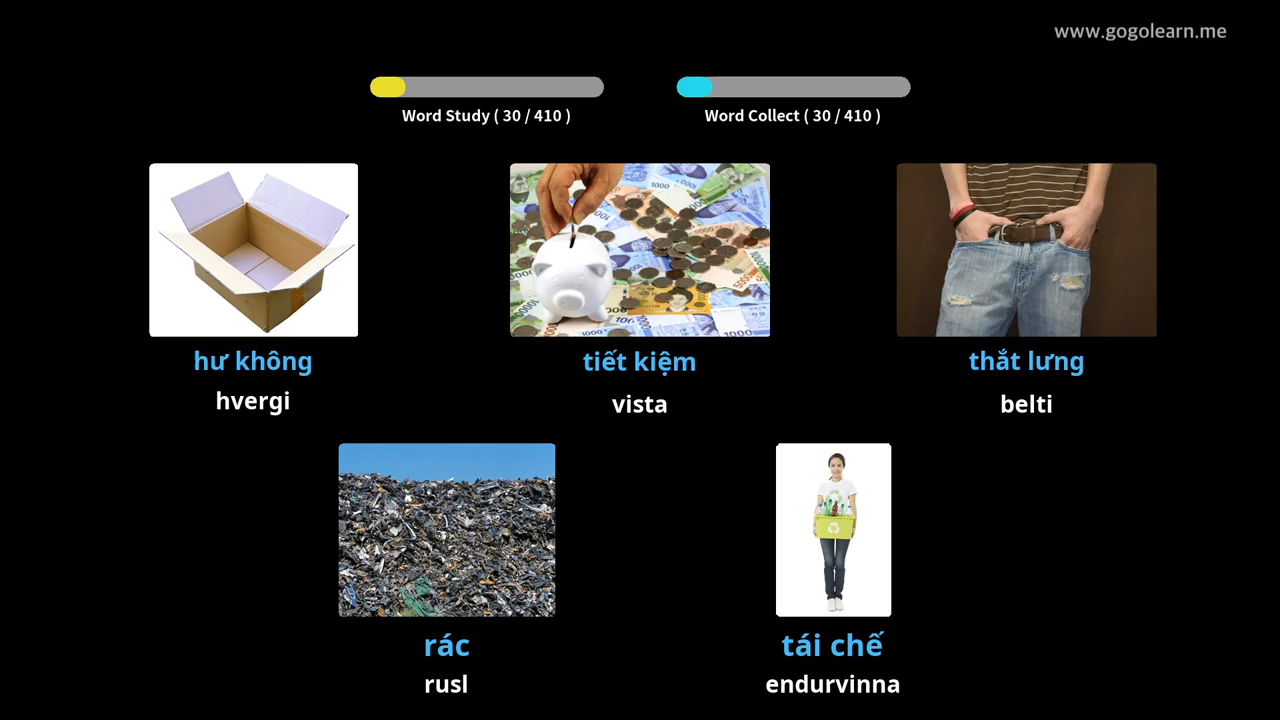 www.gogolearn.me
Word Study ( 30 / 410 )
Word Collect ( 30 / 410 )
hư không
hvergi
tiết kiệm
vista
thắt lưng
belti
rác
rusl
tái chế
endurvinna